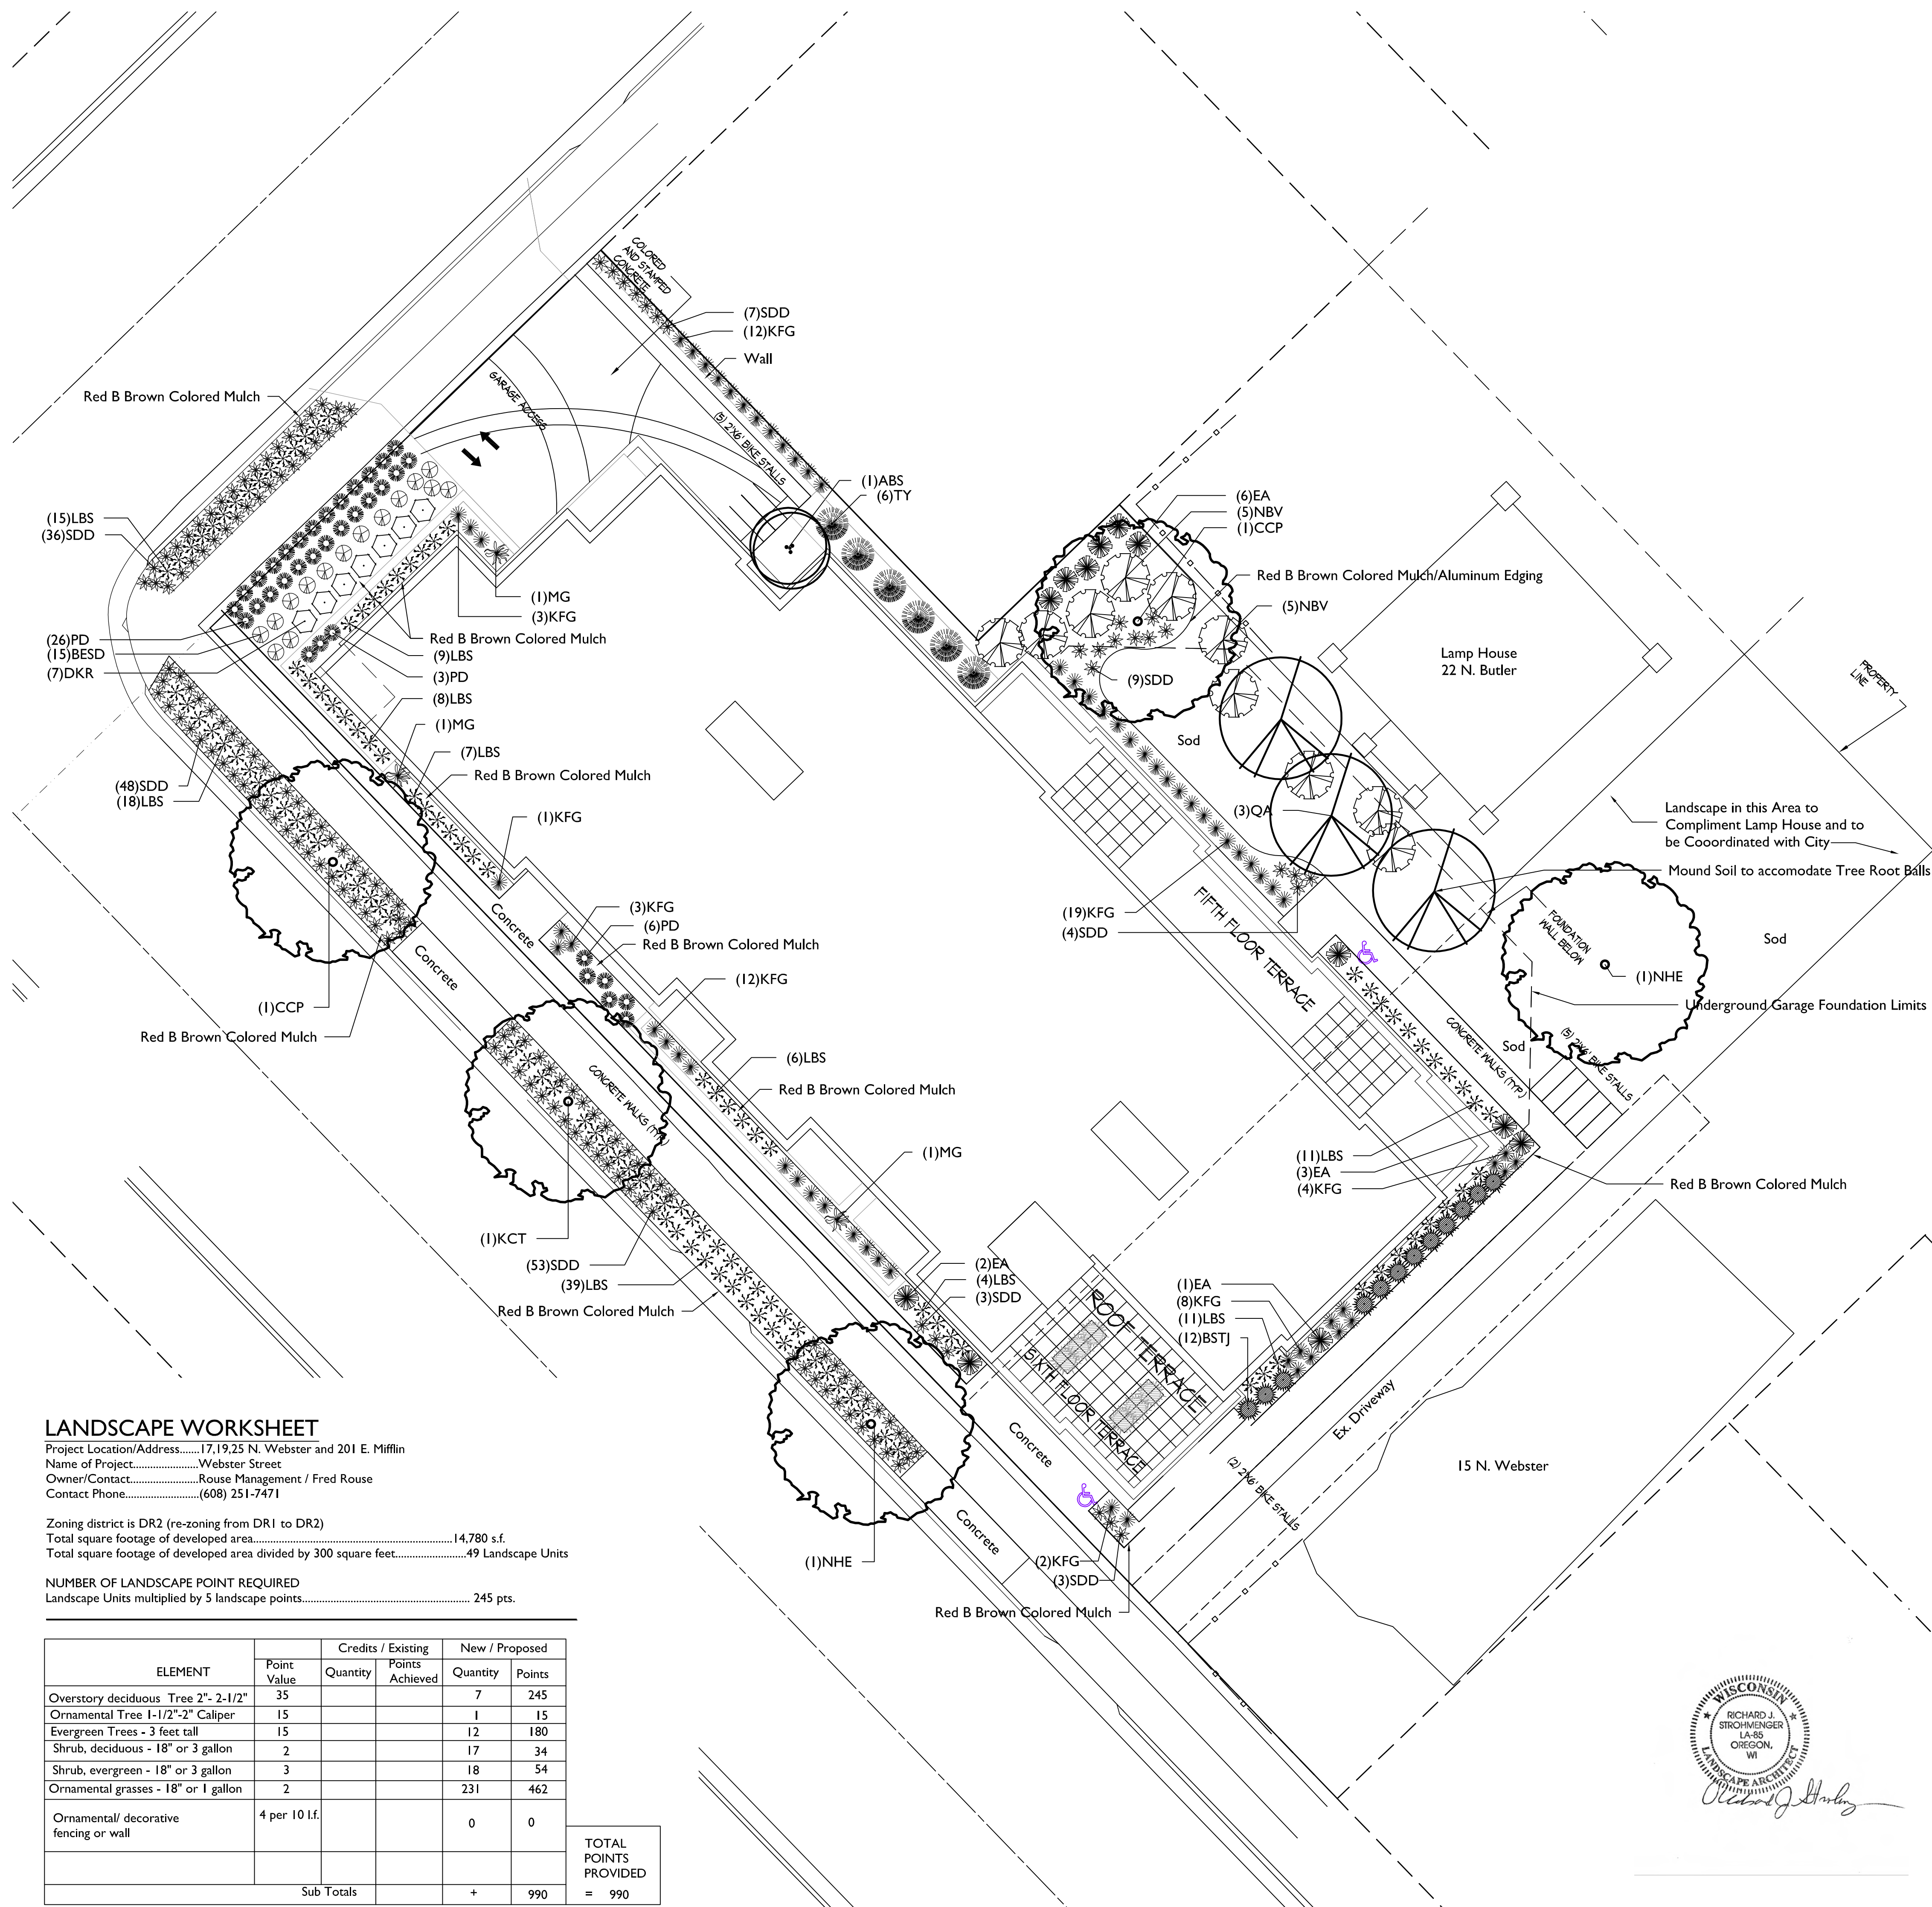 COLORED
AND STAMPED
CONCRETE
(7)SDD
(12)KFG
Wall
Red B Brown Colored Mulch
GARAGE ACCESS
(5) 2'X6' BIKE STALLS
(1)ABS
(6)TY
(6)EA
(5)NBV
(1)CCP
(15)LBS
(36)SDD
Red B Brown Colored Mulch/Aluminum Edging
(1)MG
(5)NBV
(3)KFG
(26)PD
Red B Brown Colored Mulch
(15)BESD
(9)LBS
(7)DKR
(3)PD
Lamp House
22 N. Butler
PROPERTY
LINE
(9)SDD
(8)LBS
(1)MG
Sod
(7)LBS
Red B Brown Colored Mulch
(48)SDD
(18)LBS
(1)KFG
(3)QA
Landscape in this Area to
Compliment Lamp House and to
be Cooordinated with City
Mound Soil to accomodate Tree Root Balls
(3)KFG
(6)PD
Red B Brown Colored Mulch
Concrete
Concrete
(19)KFG
(4)SDD
FIFTH FLOOR TERRACE
FOUNDATION
WALL BELOW
Sod
(12)KFG
(1)NHE
(1)CCP
Underground Garage Foundation Limits
Red B Brown Colored Mulch
CONCRETE WALKS (TYP.)
Sod
(5) 2'X6' BIKE STALLS
(6)LBS
Red B Brown Colored Mulch
CONCRETE WALKS (TYP.)
(1)MG
(11)LBS
(3)EA
(4)KFG
Red B Brown Colored Mulch
(1)KCT
(53)SDD
(39)LBS
Red B Brown Colored Mulch
(2)EA
(4)LBS
(3)SDD
(1)EA
(8)KFG
(11)LBS
(12)BSTJ
ROOF TERRACE
SIXTH FLOOR TERRACE
Ex. Driveway
Concrete
15 N. Webster
(2) 2'X6' BIKE STALLS
Concrete
(1)NHE
(2)KFG
(3)SDD
Red B Brown Colored Mulch
LANDSCAPE WORKSHEET
Project Location/Address.......17,19,25 N. Webster and 201 E. Mifflin
Name of Project.......................Webster Street
Owner/Contact........................Rouse Management / Fred Rouse
Contact Phone..........................(608) 251-7471
Zoning district is DR2 (re-zoning from DR1 to DR2)
Total square footage of developed area......................................................................14,780 s.f.
Total square footage of developed area divided by 300 square feet.........................49 Landscape Units
NUMBER OF LANDSCAPE POINT REQUIRED
Landscape Units multiplied by 5 landscape points........................................................... 245 pts.
Credits / Existing New / Proposed
ELEMENT Point Value Quantity Points Achieved Quantity Points
Overstory deciduous Tree 2"- 2-1/2" 35 7 245
Ornamental Tree 1-1/2"-2" Caliper 15 1 15
Evergreen Trees - 3 feet tall 15 12 180
Shrub, deciduous - 18" or 3 gallon 2 17 34
Shrub, evergreen - 18" or 3 gallon 3 18 54
Ornamental grasses - 18" or 1 gallon 2 231 462
Ornamental/ decorative
fencing or wall 4 per 10 l.f. 0 0
TOTAL
POINTS
PROVIDED
Sub Totals + 990 = 990
WISCONSIN
RICHARD J.
STROHMENGER
LA-85
OREGON,
WI
LANDSCAPE ARCHITECT